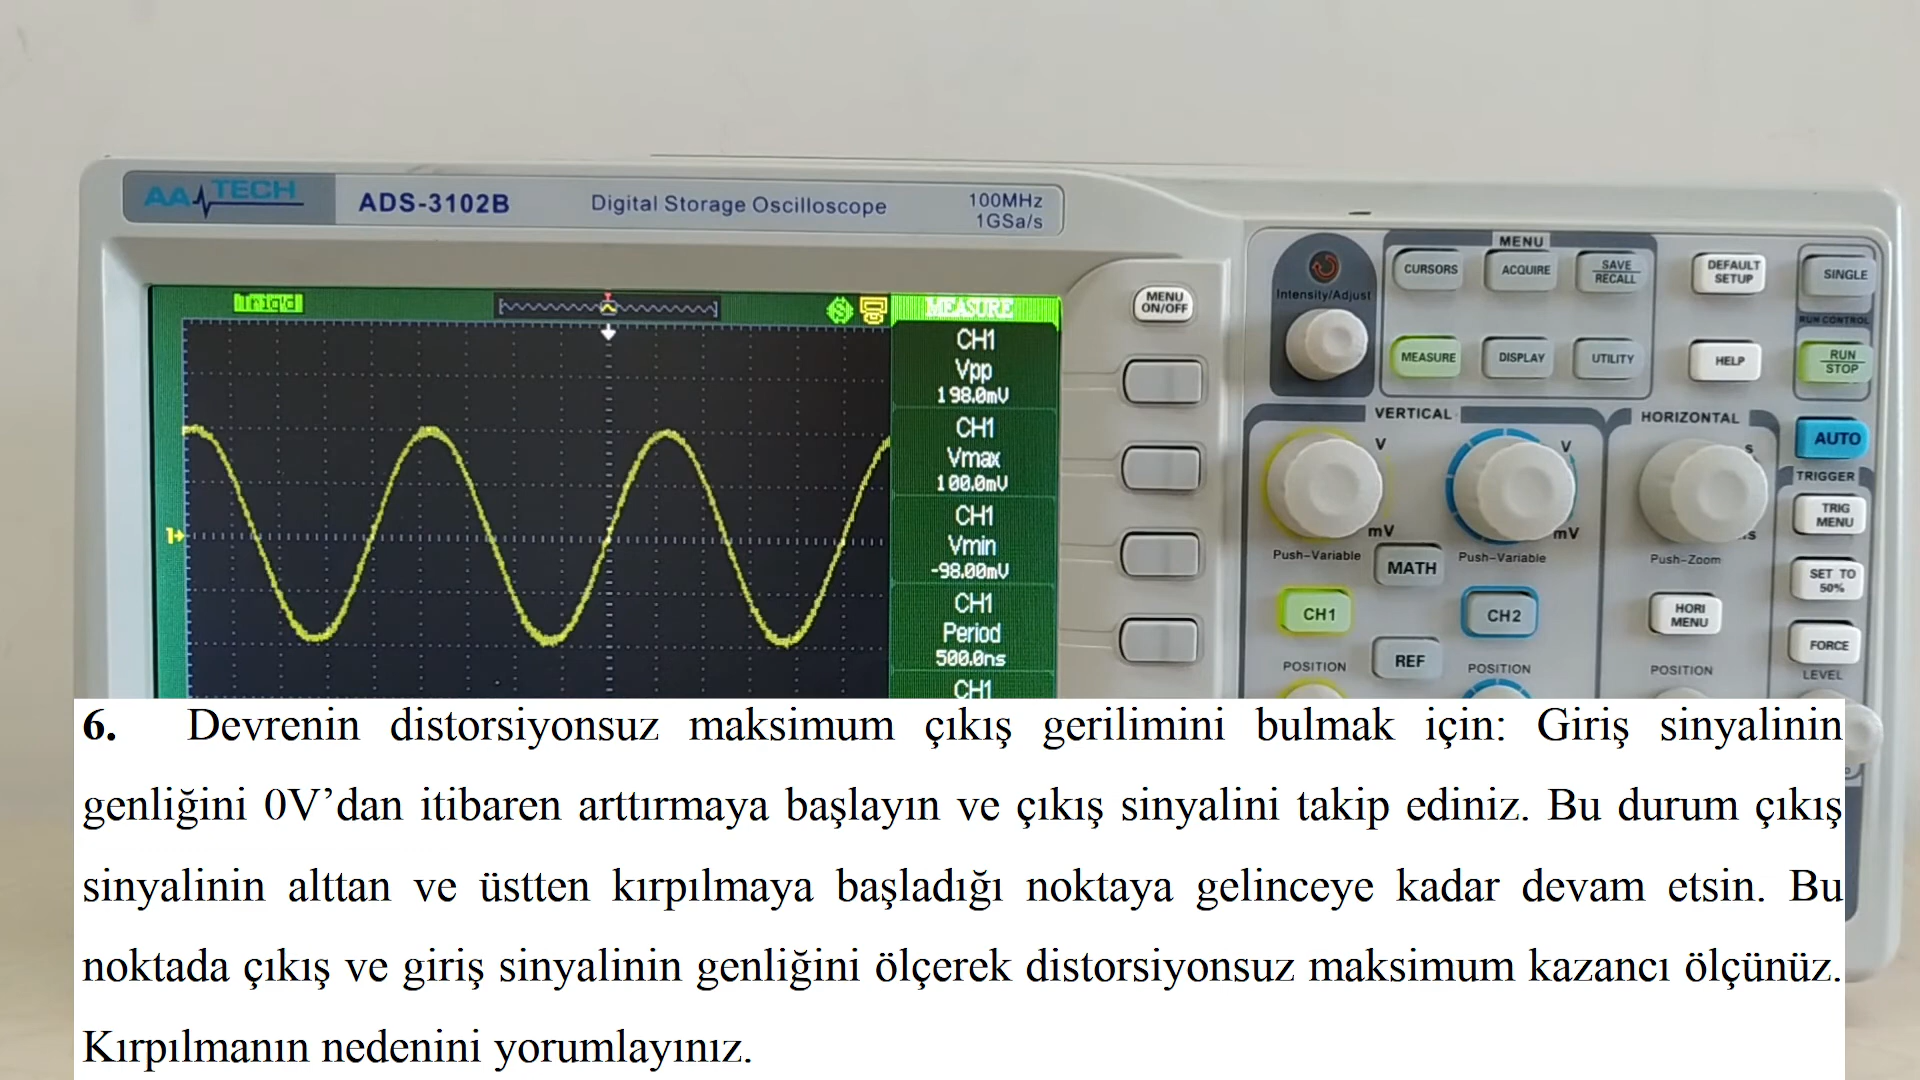 AATECH
ADS-3102B
Digital Storage Oscilloscope
100MHz
1GSa/s
Trig'd
MEASURE
CH1
Vpp
198.0mV
CH1
Vmax
100.0mV
CH1
Vmin
-98.00mV
CH1
Period
500.0ns
CH1
1
MENU
ON/OFF
Intensity/Adjust
MENU
CURSORS
ACQUIRE
SAVE
RECALL
MEASURE
DISPLAY
UTILITY
DEFAULT
SETUP
HELP
SINGLE
RUN CONTROL
RUN
STOP
AUTO
VERTICAL
V
mV
Push-Variable
V
mV
Push-Variable
MATH
CH1
CH2
REF
POSITION
POSITION
HORIZONTAL
s
Push-Zoom
HORI
MENU
POSITION
TRIGGER
TRIG
MENU
SET TO
50%
FORCE
LEVEL
6. Devrenin distorsiyonsuz maksimum çıkış gerilimini bulmak için: Giriş sinyalinin
genliğini 0V’dan itibaren arttırmaya başlayın ve çıkış sinyalini takip ediniz. Bu durum çıkış
sinyalinin alttan ve üstten kırpılmaya başladığı noktaya gelinceye kadar devam etsin. Bu
noktada çıkış ve giriş sinyalinin genliğini ölçerek distorsiyonsuz maksimum kazancı ölçünüz.
Kırpılmanın nedenini yorumlayınız.